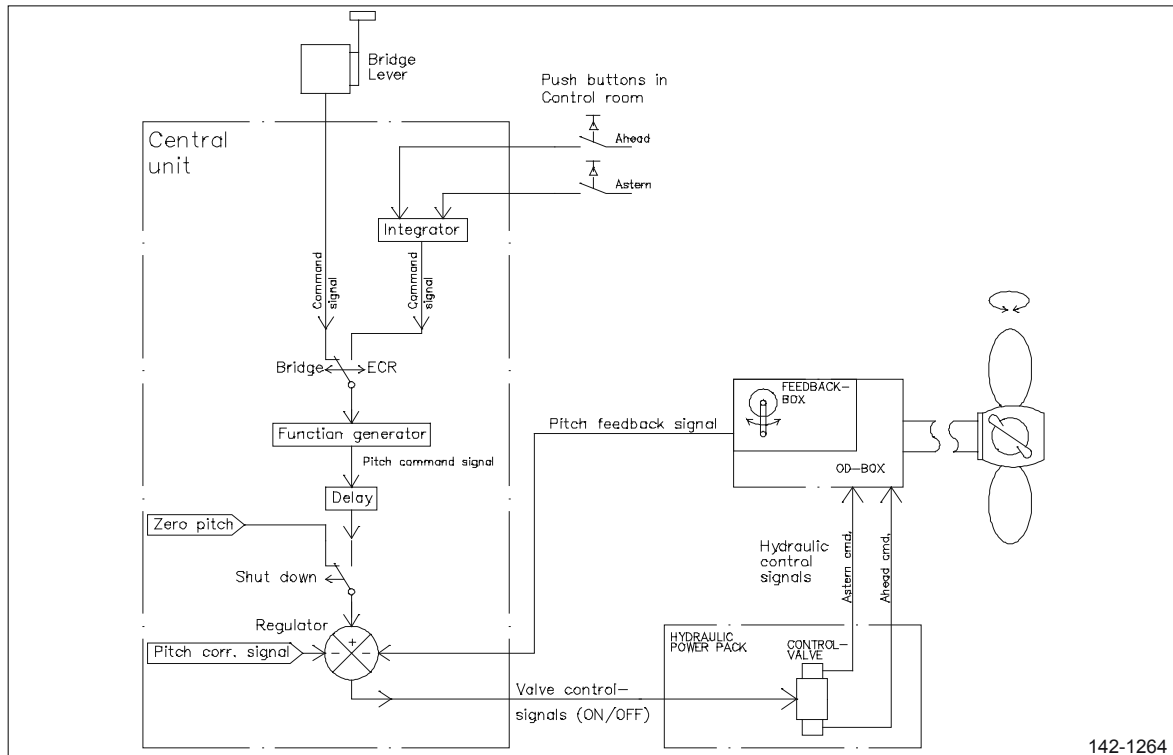 Bridge
Lever
Push buttons in
Control room
Ahead
Astern
Central
unit
Integrator
Command
signal
Command
signal
Bridge
ECR
Function generator
Pitch command signal
Delay
Zero pitch
Shut down
Regulator
Pitch corr. signal
+
-
-
Pitch feedback signal
FEEDBACK-
BOX
OD-BOX
Hydraulic
control
signals
Astern cmd,
Ahead cmd,
HYDRAULIC
POWER PACK
CONTROL-
VALVE
Valve control-
signals (ON/OFF)
142-1264